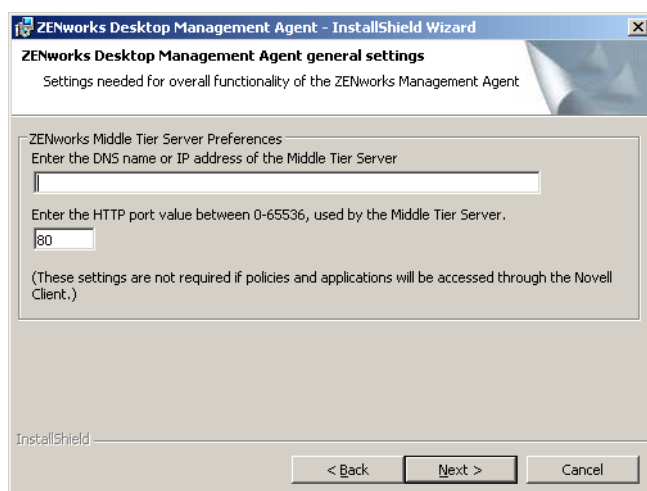 ZENworks Desktop Management Agent - InstallShield Wizard
ZENworks Desktop Management Agent general settings
Settings needed for overall functionality of the ZENworks Management Agent
ZENworks Middle Tier Server Preferences
Enter the DNS name or IP address of the Middle Tier Server
Enter the HTTP port value between 0-65536, used by the Middle Tier Server.
80
(These settings are not required if policies and applications will be accessed through the Novell
Client.)
InstallShield
< Back Next > Cancel